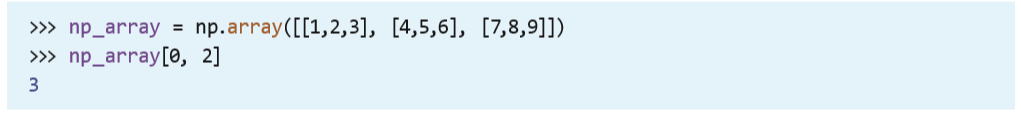 >>> np_array = np.array([[1,2,3], [4,5,6], [7,8,9]])
>>> np_array[0, 2]
3